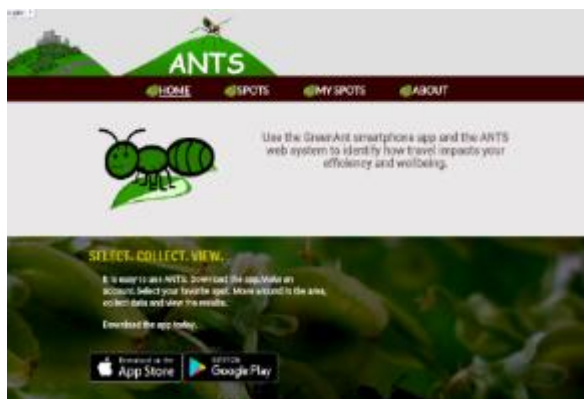 ANTS
HOME SPOTS MY SPOTS ABOUT
Use the GreenAnt smartphone app and the ANTS
web system to identify how travel impacts your
efficiency and wellbeing.
SELECT. COLLECT. VIEW.
It is easy to use ANTS. Download the app. Make an
account. Select your favorite spot. Move around in the area,
collect data and view the results.
Download the app today.
Download on the
App Store
Google Play